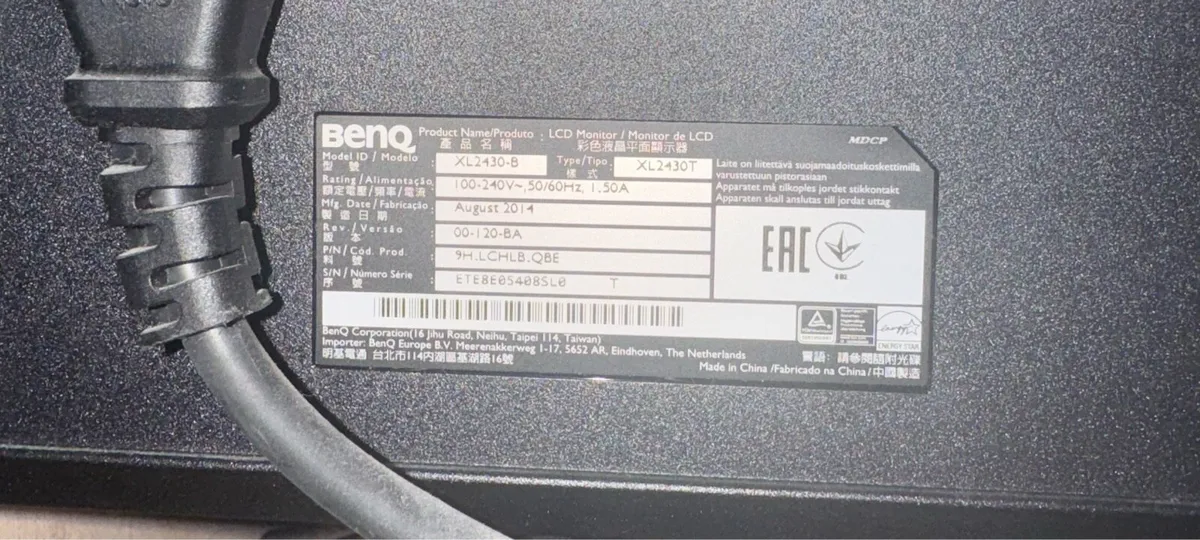 BenQ
Product Name/Produto : LCD Monitor / Monitor de LCD
產品名稱 彩色液晶平面顯示器
MDCP
Model ID / Modelo : XL2430-B Type/Tipo : XL2430T
型號 樣式
Rating / Alimentação : 100-240V~, 50/60Hz, 1.50A
額定電壓/頻率/電流
Mfg. Date / Fabricação : August 2014
製造日期
Rev. / Versão : 00-120-BA
版本
P/N / Cód. Prod. : 9H.LCHLB.QBE
料號
S/N / Número Série : ETE8E05408SL0 T
序號
Laite on liitettävä suojamaadoituskoskettimilla
varustettuun pistorasiaan
Apparatet må tilkoples jordet stikkontakt
Apparaten skall anslutas till jordat uttag
EAC
BenQ Corporation(16 Jihu Road, Neihu, Taipei 114, Taiwan)
Importer: BenQ Europe B.V. Meerenakkerweg 1-17, 5652 AR, Eindhoven, The Netherlands
明基電通 台北市114內湖區基湖路16號
警語: 請參閱隨附光碟
Made in China /Fabricado na China/中國製造
energy
ENERGY STAR